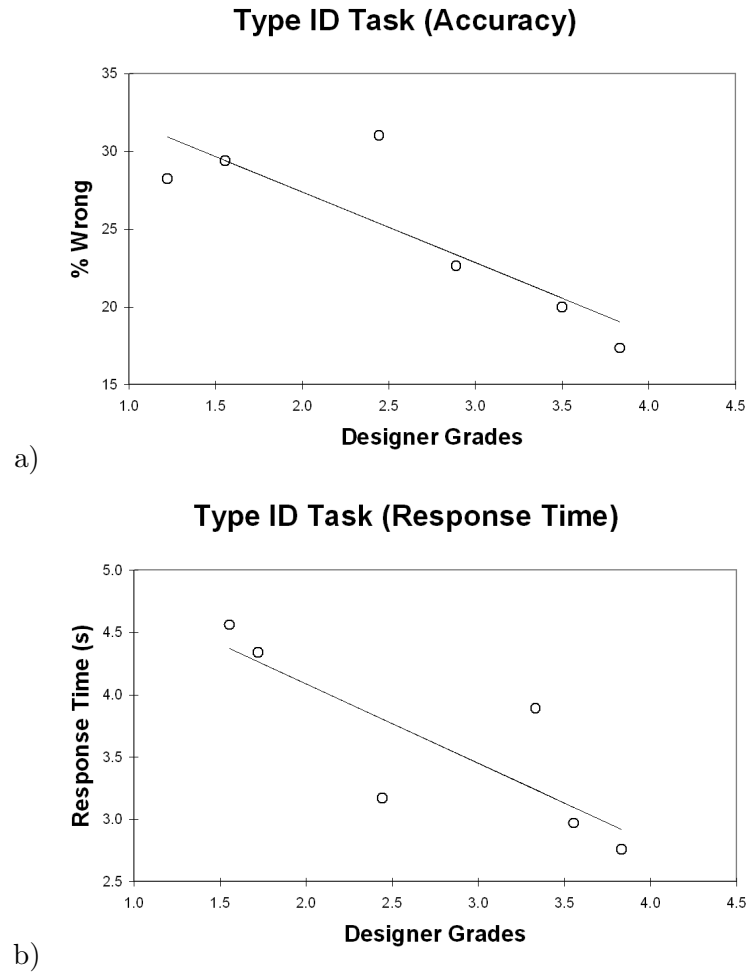 Type ID Task (Accuracy)
35
30
25
20
15
% Wrong
1.0 1.5 2.0 2.5 3.0 3.5 4.0 4.5
Designer Grades
a)
Type ID Task (Response Time)
5.0
4.5
4.0
3.5
3.0
2.5
Response Time (s)
1.0 1.5 2.0 2.5 3.0 3.5 4.0 4.5
Designer Grades
b)